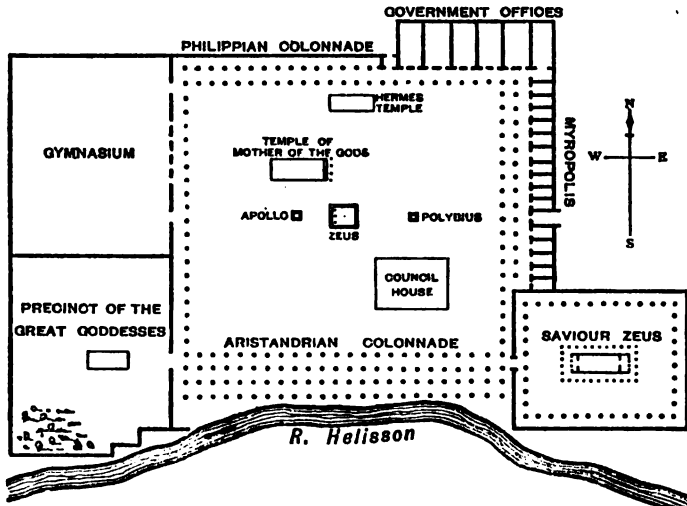 GOVERNMENT OFFICES
PHILIPPIAN COLONNADE
HERMES
TEMPLE
GYMNASIUM
TEMPLE OF
MOTHER OF THE GODS
MYROPOLIS
N
W E
S
APOLLO
ZEUS
POLYBIUS
COUNCIL
HOUSE
PRECINCT OF THE
GREAT GODDESSES
ARISTANDRIAN COLONNADE
SAVIOUR ZEUS
R. Helisson